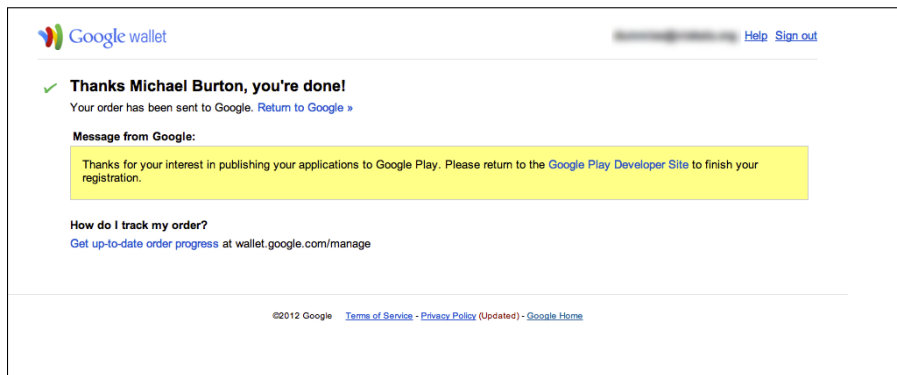 Google wallet
Help Sign out
Thanks Michael Burton, you're done!
Your order has been sent to Google. Return to Google »
Message from Google:
Thanks for your interest in publishing your applications to Google Play. Please return to the Google Play Developer Site to finish your
registration.
How do I track my order?
Get up-to-date order progress at wallet.google.com/manage
©2012 Google Terms of Service - Privacy Policy (Updated) - Google Home